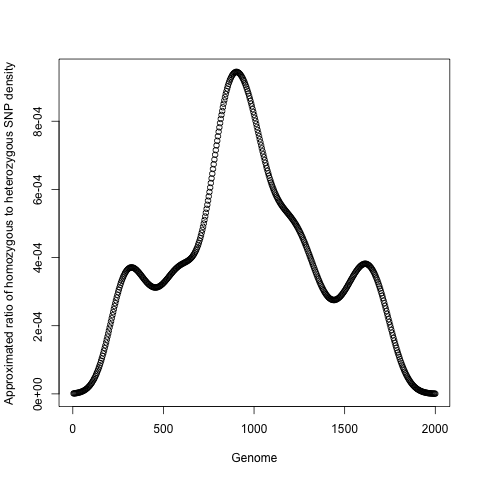 Approximated ratio of homozygous to heterozygous SNP density
8e-04
6e-04
4e-04
2e-04
0e+00
0 500 1000 1500 2000
Genome